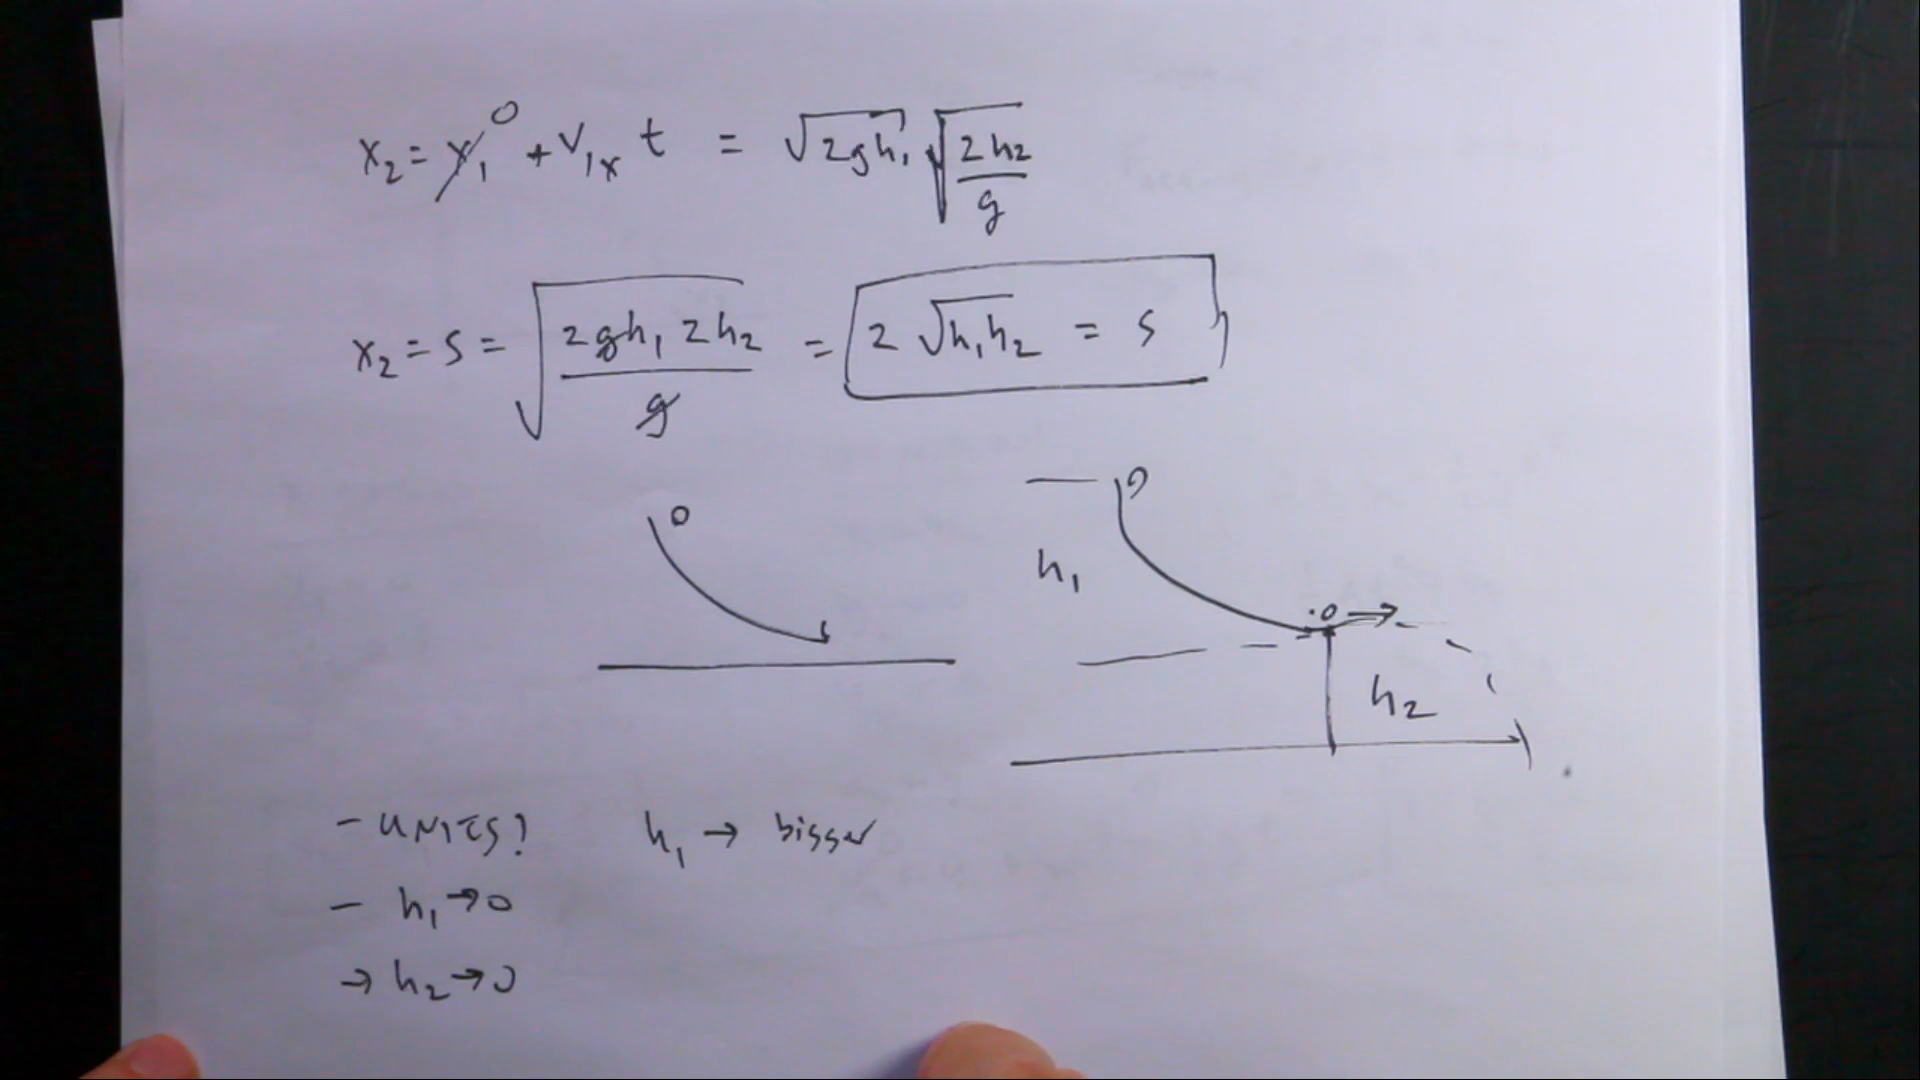 x₂ = x₁⁰ + v₁ₓ t = √(2gh₁) √(2h₂/g)
x₂ = s = √(2gh₁ 2h₂/g) = 2√(h₁h₂) = s
h₁
h₂
- UNITS? h₁ → bigger
- h₁ → 0
→ h₂ → 0